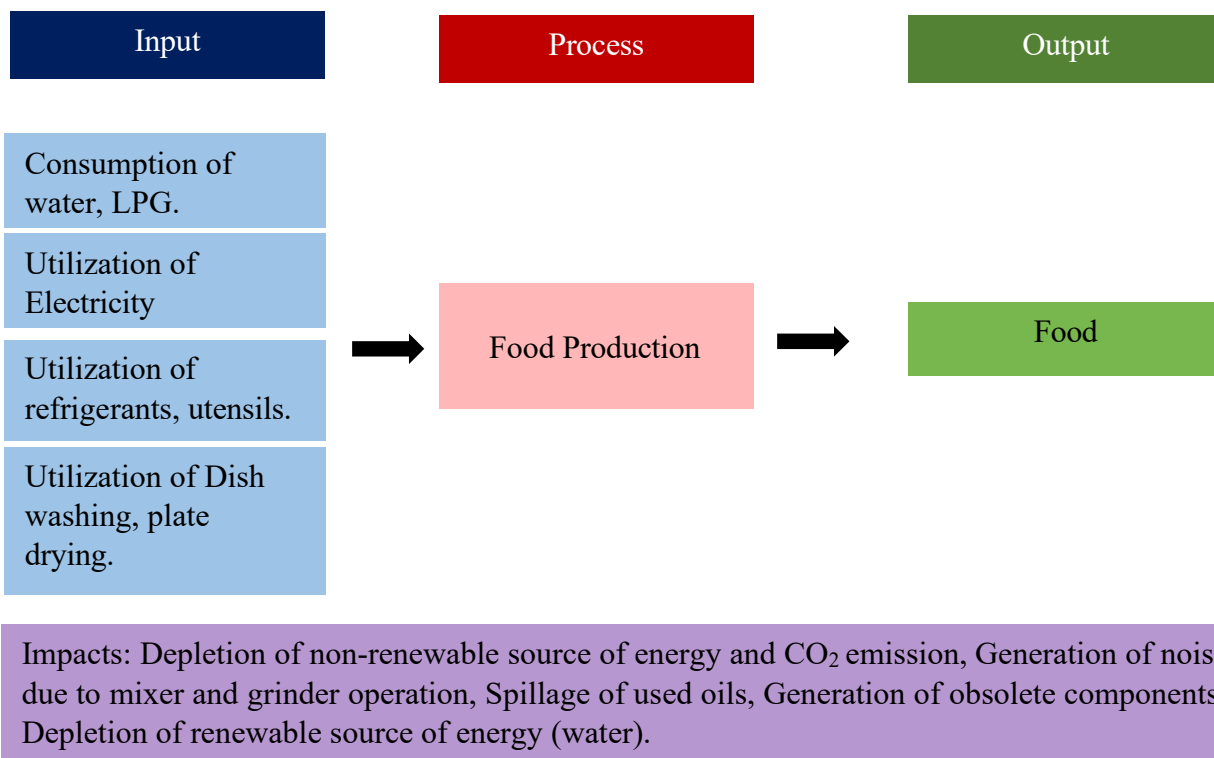 Input
Process
Output
Consumption of
water, LPG.
Utilization of
Electricity
Utilization of
refrigerants, utensils.
Utilization of Dish
washing, plate
drying.
Food Production
Food
Impacts: Depletion of non-renewable source of energy and CO₂ emission, Generation of nois
due to mixer and grinder operation, Spillage of used oils, Generation of obsolete components
Depletion of renewable source of energy (water).